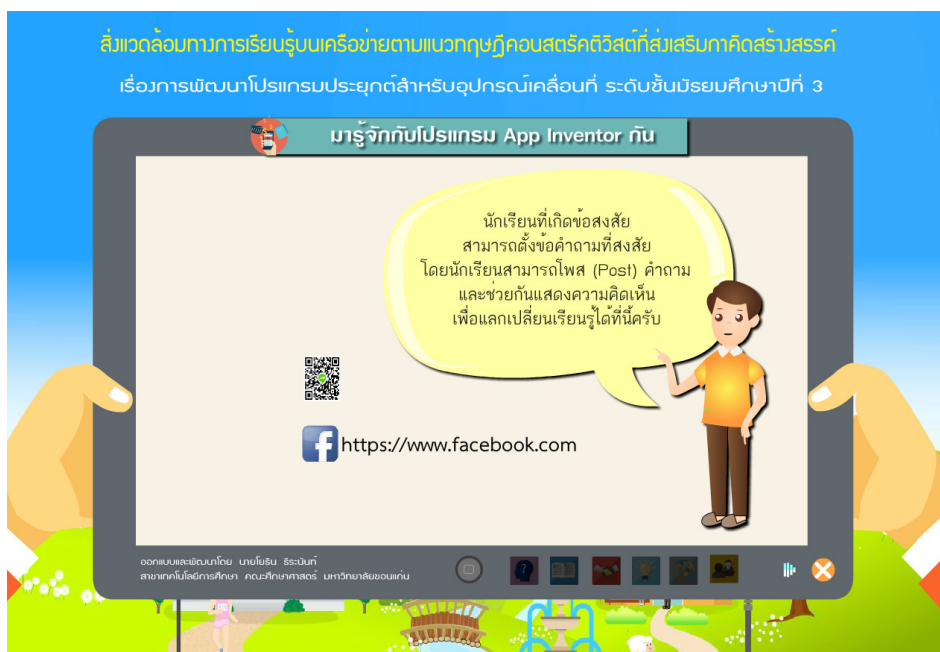 สิ่งแวดล้อมทางการเรียนรู้บนเครือข่ายตามแนวทฤษฎีคอนสตรัคติวิสต์ที่ส่งเสริมกาคิดสร้างสรรค์
เรื่องการพัฒนาโปรแกรมประยุกต์สำหรับอุปกรณ์เคลื่อนที่ ระดับชั้นมัธยมศึกษาปีที่ 3
มารู้จักกับโปรแกรม App Inventor กัน
นักเรียนที่เกิดข้อสงสัย
สามารถตั้งข้อคำถามที่สงสัย
โดยนักเรียนสามารถโพส (Post) คำถาม
และช่วยกันแสดงความคิดเห็น
เพื่อแลกเปลี่ยนเรียนรู้ได้ที่นี้ครับ
https://www.facebook.com
ออกแบบและพัฒนาโดย นายโยธิน ธีระนันท์
สาขาเทคโนโลยีการศึกษา คณะศึกษาศาสตร์ มหาวิทยาลัยขอนแก่น